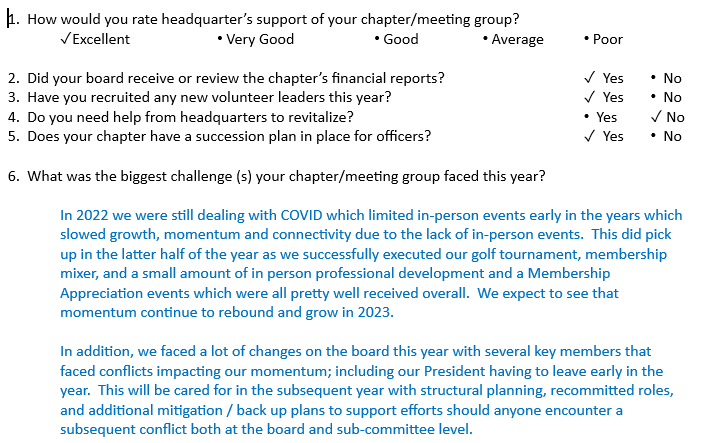 1. How would you rate headquarter's support of your chapter/meeting group?
✓Excellent • Very Good • Good • Average • Poor
2. Did your board receive or review the chapter's financial reports? ✓ Yes • No
3. Have you recruited any new volunteer leaders this year? ✓ Yes • No
4. Do you need help from headquarters to revitalize? • Yes ✓ No
5. Does your chapter have a succession plan in place for officers? ✓ Yes • No
6. What was the biggest challenge (s) your chapter/meeting group faced this year?
In 2022 we were still dealing with COVID which limited in-person events early in the years which
slowed growth, momentum and connectivity due to the lack of in-person events. This did pick
up in the latter half of the year as we successfully executed our golf tournament, membership
mixer, and a small amount of in person professional development and a Membership
Appreciation events which were all pretty well received overall. We expect to see that
momentum continue to rebound and grow in 2023.
In addition, we faced a lot of changes on the board this year with several key members that
faced conflicts impacting our momentum; including our President having to leave early in the
year. This will be cared for in the subsequent year with structural planning, recommitted roles,
and additional mitigation / back up plans to support efforts should anyone encounter a
subsequent conflict both at the board and sub-committee level.